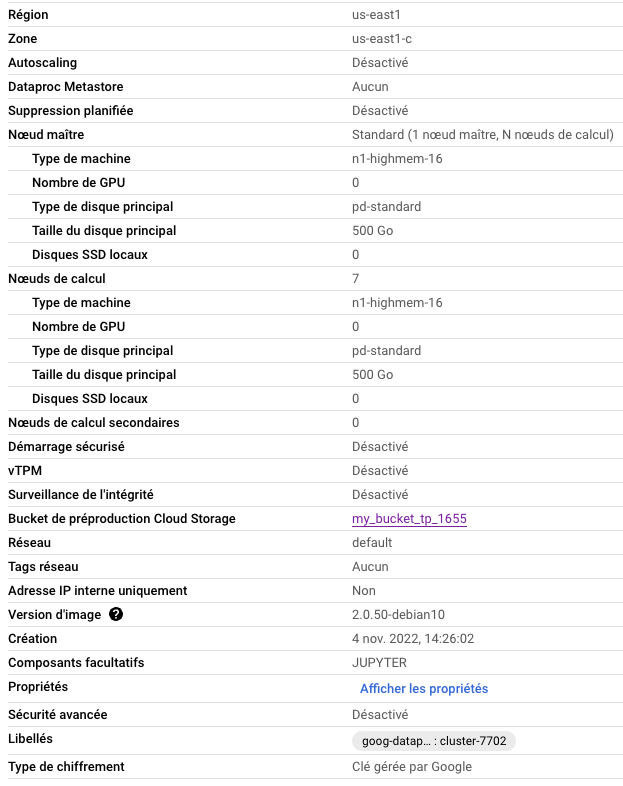 Région us-east1
Zone us-east1-c
Autoscaling Désactivé
Dataproc Metastore Aucun
Suppression planifiée Désactivé
Nœud maître Standard (1 nœud maître, N nœuds de calcul)
Type de machine n1-highmem-16
Nombre de GPU 0
Type de disque principal pd-standard
Taille du disque principal 500 Go
Disques SSD locaux 0
Nœuds de calcul 7
Type de machine n1-highmem-16
Nombre de GPU 0
Type de disque principal pd-standard
Taille du disque principal 500 Go
Disques SSD locaux 0
Nœuds de calcul secondaires 0
Démarrage sécurisé Désactivé
vTPM Désactivé
Surveillance de l'intégrité Désactivé
Bucket de préproduction Cloud Storage my_bucket_tp_1655
Réseau default
Tags réseau Aucun
Adresse IP interne uniquement Non
Version d'image ? 2.0.50-debian10
Création 4 nov. 2022, 14:26:02
Composants facultatifs JUPYTER
Propriétés Afficher les propriétés
Sécurité avancée Désactivé
Libellés goog-datap... : cluster-7702
Type de chiffrement Clé gérée par Google